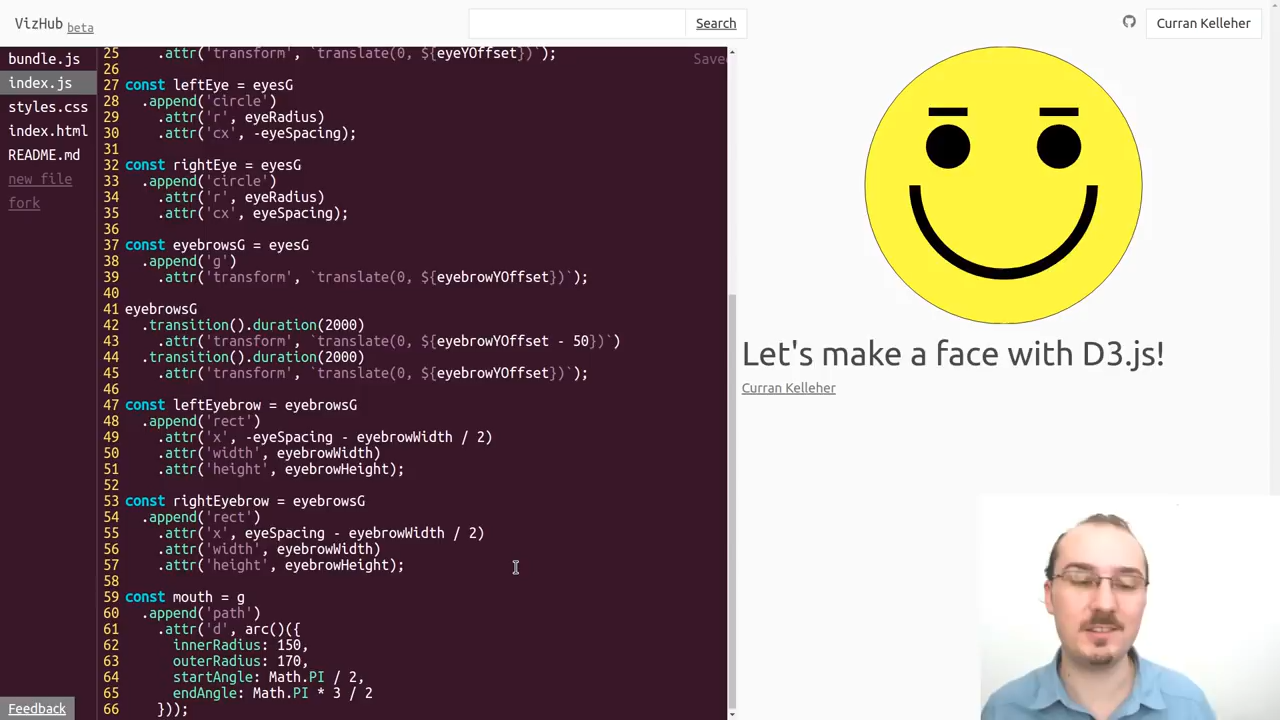 VizHub beta
Search
Curran Kelleher
bundle.js
index.js
styles.css
index.html
README.md
new file
fork
Feedback
Saved
25 .attr('transform', `translate(0, ${eyeYOffset})`);
26
27 const leftEye = eyesG
28 .append('circle')
29 .attr('r', eyeRadius)
30 .attr('cx', -eyeSpacing);
31
32 const rightEye = eyesG
33 .append('circle')
34 .attr('r', eyeRadius)
35 .attr('cx', eyeSpacing);
36
37 const eyebrowsG = eyesG
38 .append('g')
39 .attr('transform', `translate(0, ${eyebrowYOffset})`);
40
41 eyebrowsG
42 .transition().duration(2000)
43 .attr('transform', `translate(0, ${eyebrowYOffset - 50})`)
44 .transition().duration(2000)
45 .attr('transform', `translate(0, ${eyebrowYOffset})`);
46
47 const leftEyebrow = eyebrowsG
48 .append('rect')
49 .attr('x', -eyeSpacing - eyebrowWidth / 2)
50 .attr('width', eyebrowWidth)
51 .attr('height', eyebrowHeight);
52
53 const rightEyebrow = eyebrowsG
54 .append('rect')
55 .attr('x', eyeSpacing - eyebrowWidth / 2)
56 .attr('width', eyebrowWidth)
57 .attr('height', eyebrowHeight);
58
59 const mouth = g
60 .append('path')
61 .attr('d', arc()({
62 innerRadius: 150,
63 outerRadius: 170,
64 startAngle: Math.PI / 2,
65 endAngle: Math.PI * 3 / 2
66 }));
Let's make a face with D3.js!
Curran Kelleher